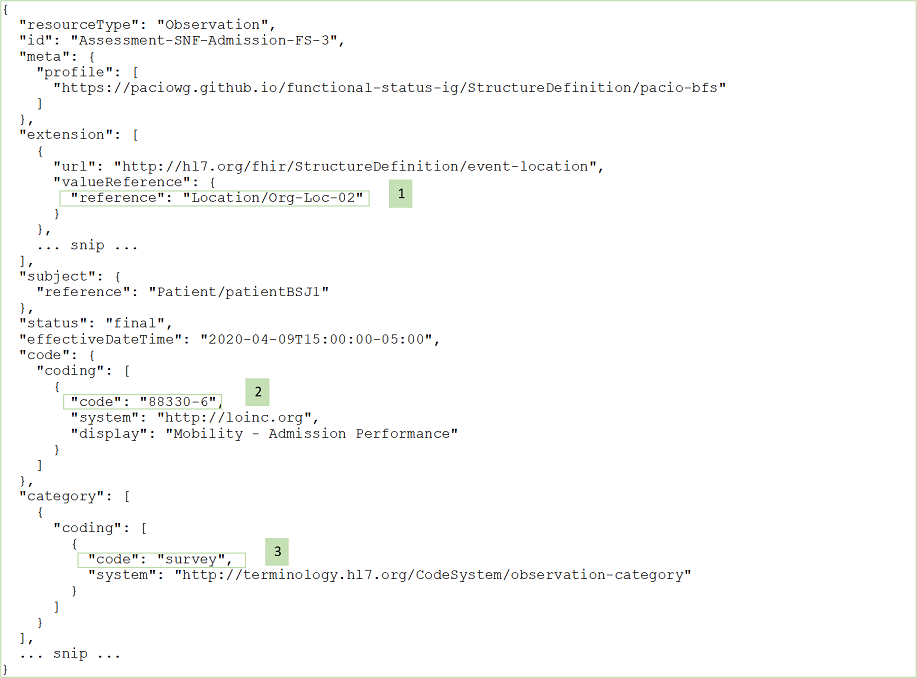 {
  "resourceType": "Observation",
  "id": "Assessment-SNF-Admission-FS-3",
  "meta": {
    "profile": [
      "https://paciowg.github.io/functional-status-ig/StructureDefinition/pacio-bfs"
    ]
  },
  "extension": [
    {
      "url": "http://hl7.org/fhir/StructureDefinition/event-location",
      "valueReference": {
        "reference": "Location/Org-Loc-02" 1
      }
    },
    ... snip ...
  ],
  "subject": {
    "reference": "Patient/patientBSJ1"
  },
  "status": "final",
  "effectiveDateTime": "2020-04-09T15:00:00-05:00",
  "code": {
    "coding": [
      {
        "code": "88330-6", 2
        "system": "http://loinc.org",
        "display": "Mobility - Admission Performance"
      }
    ]
  },
  "category": [
    {
      "coding": [
        {
          "code": "survey", 3
          "system": "http://terminology.hl7.org/CodeSystem/observation-category"
        }
      ]
    }
  ],
  ... snip ...
}